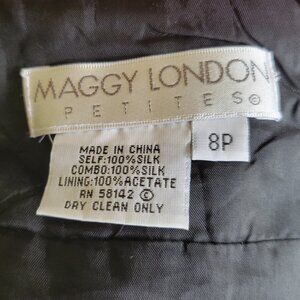 MAGGY LONDON
PETITES©
8P
MADE IN CHINA
SELF:100%SILK
COMBO:100%SILK
LINING:100%ACETATE
RN 58142 ©
DRY CLEAN ONLY